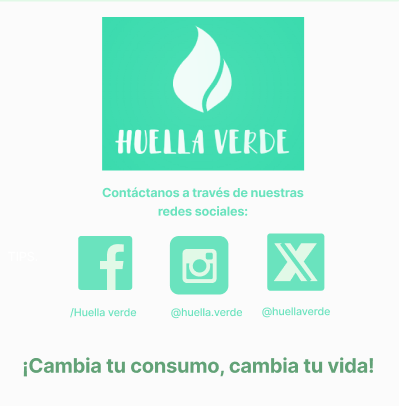 HUELLA VERDE
Contáctanos a través de nuestras
redes sociales:
/Huella verde
@huella.verde
@huellaverde
¡Cambia tu consumo, cambia tu vida!